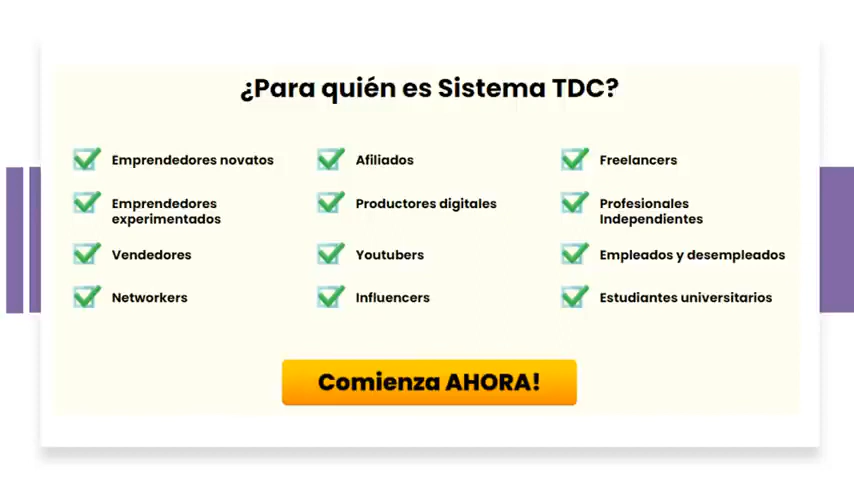 ¿Para quién es Sistema TDC?
Emprendedores novatos
Emprendedores
experimentados
Vendedores
Networkers
Afiliados
Productores digitales
Youtubers
Influencers
Freelancers
Profesionales
Independientes
Empleados y desempleados
Estudiantes universitarios
Comienza AHORA!